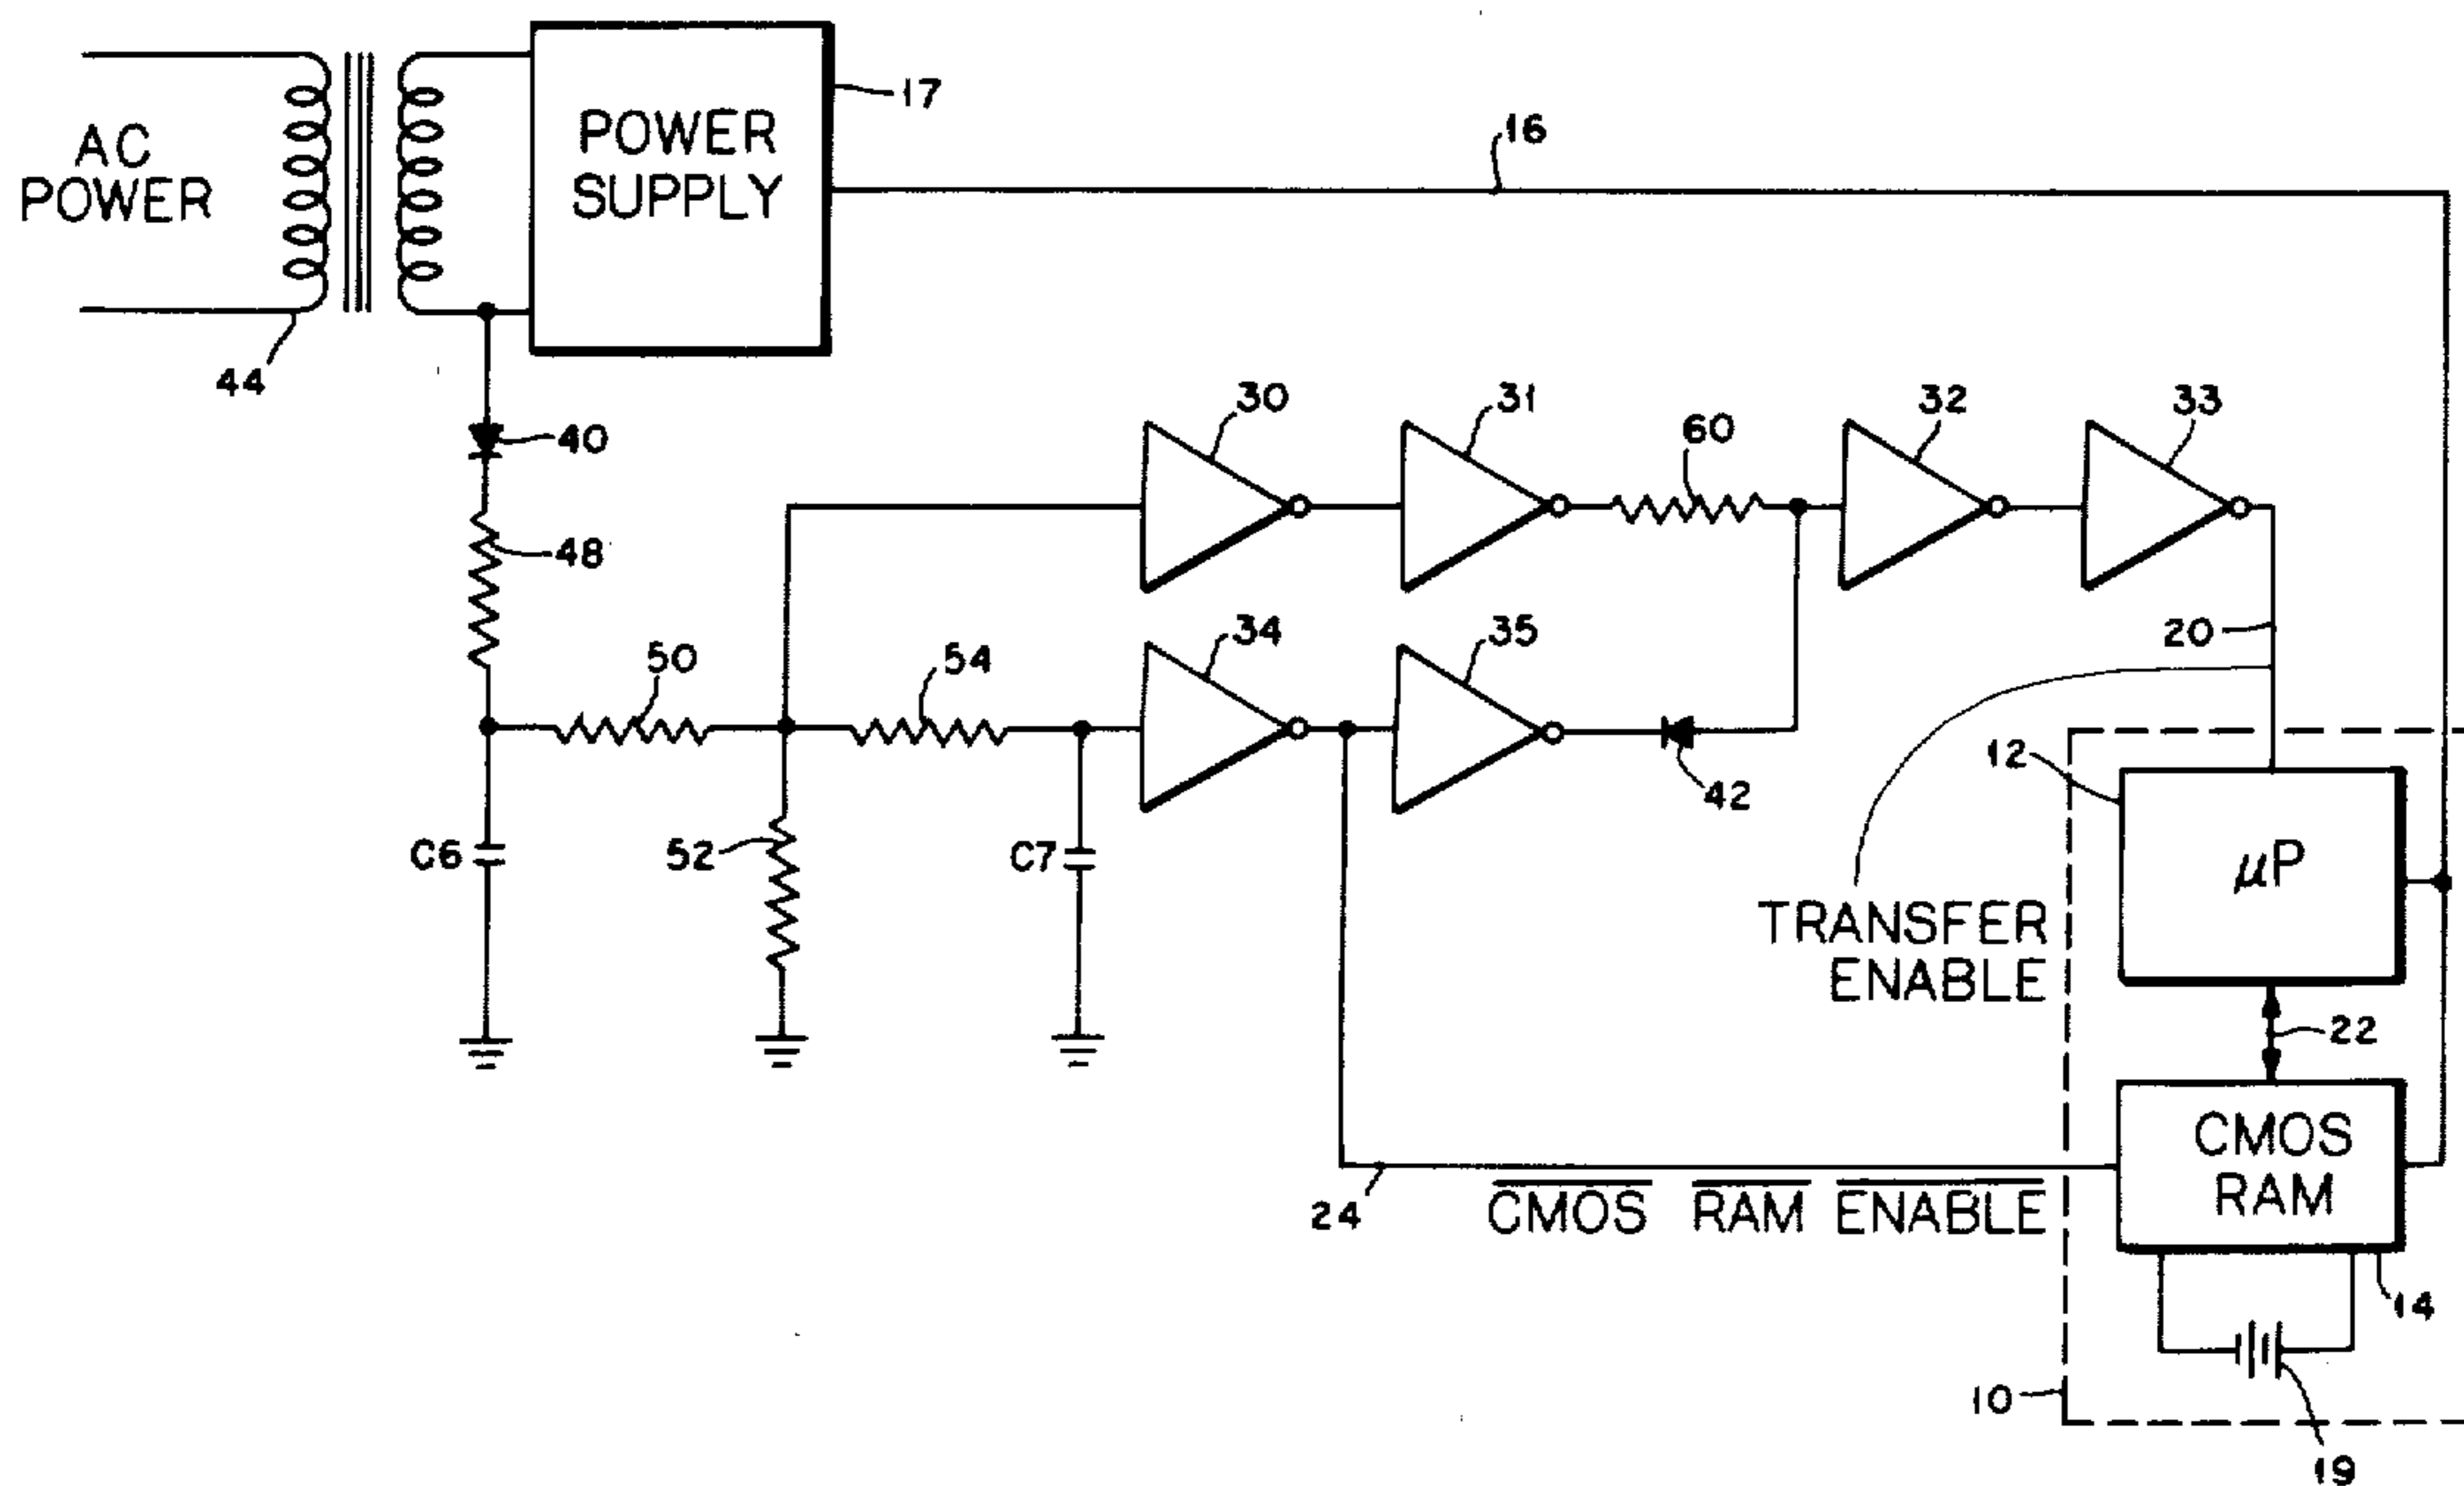 AC
POWER
POWER
SUPPLY
17
16
44
40
48
30
31
60
32
33
50
54
34
35
20
42
12
C6
52
C7
μP
TRANSFER
ENABLE
22
CMOS
RAM
24
CMOS RAM ENABLE
14
10
19